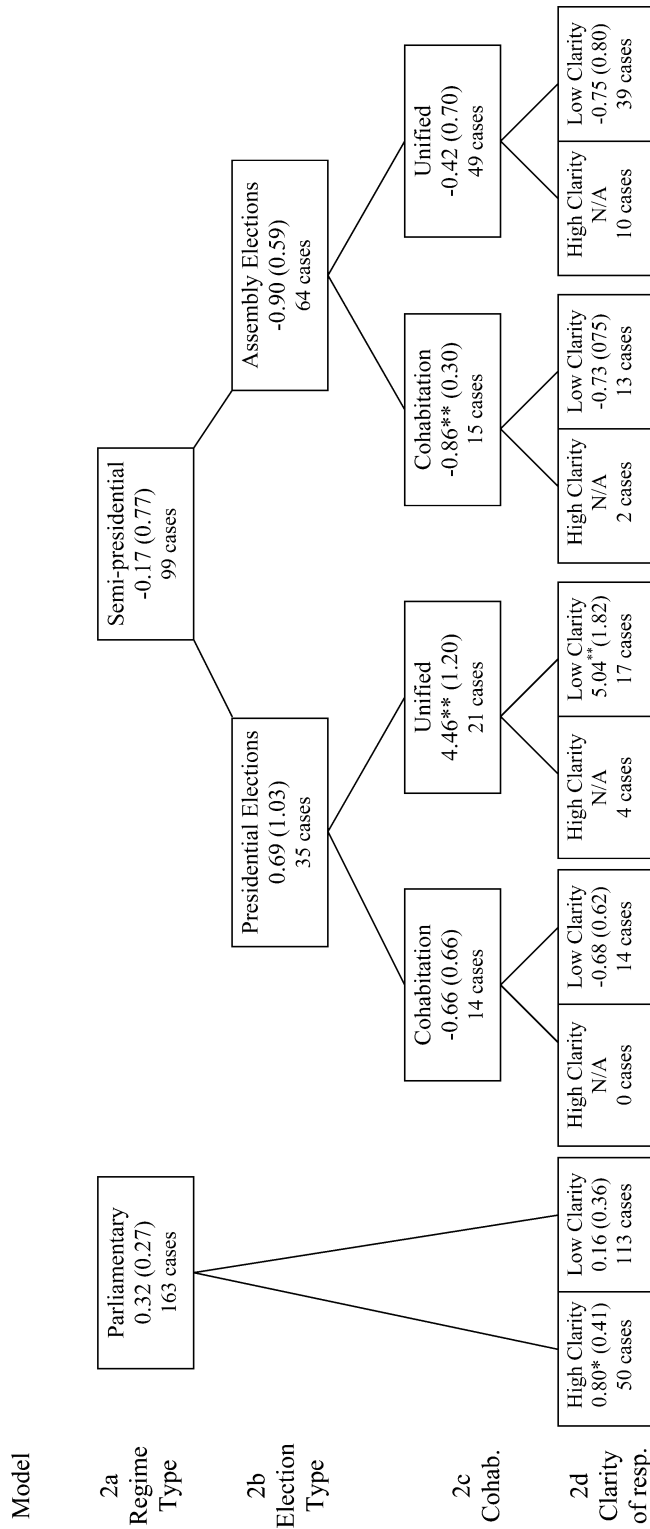 Model
2a
Regime
Type
Parliamentary
0.32 (0.27)
163 cases
Semi-presidential
-0.17 (0.77)
99 cases
2b
Election
Type
Presidential Elections
0.69 (1.03)
35 cases
Assembly Elections
-0.90 (0.59)
64 cases
2c
Cohab.
Cohabitation
-0.66 (0.66)
14 cases
Unified
4.46** (1.20)
21 cases
Cohabitation
-0.86** (0.30)
15 cases
Unified
-0.42 (0.70)
49 cases
2d
Clarity
of resp.
High Clarity
0.80* (0.41)
50 cases
Low Clarity
0.16 (0.36)
113 cases
High Clarity
N/A
0 cases
Low Clarity
-0.68 (0.62)
14 cases
High Clarity
N/A
4 cases
Low Clarity
5.04** (1.82)
17 cases
High Clarity
N/A
2 cases
Low Clarity
-0.73 (075)
13 cases
High Clarity
N/A
10 cases
Low Clarity
-0.75 (0.80)
39 cases